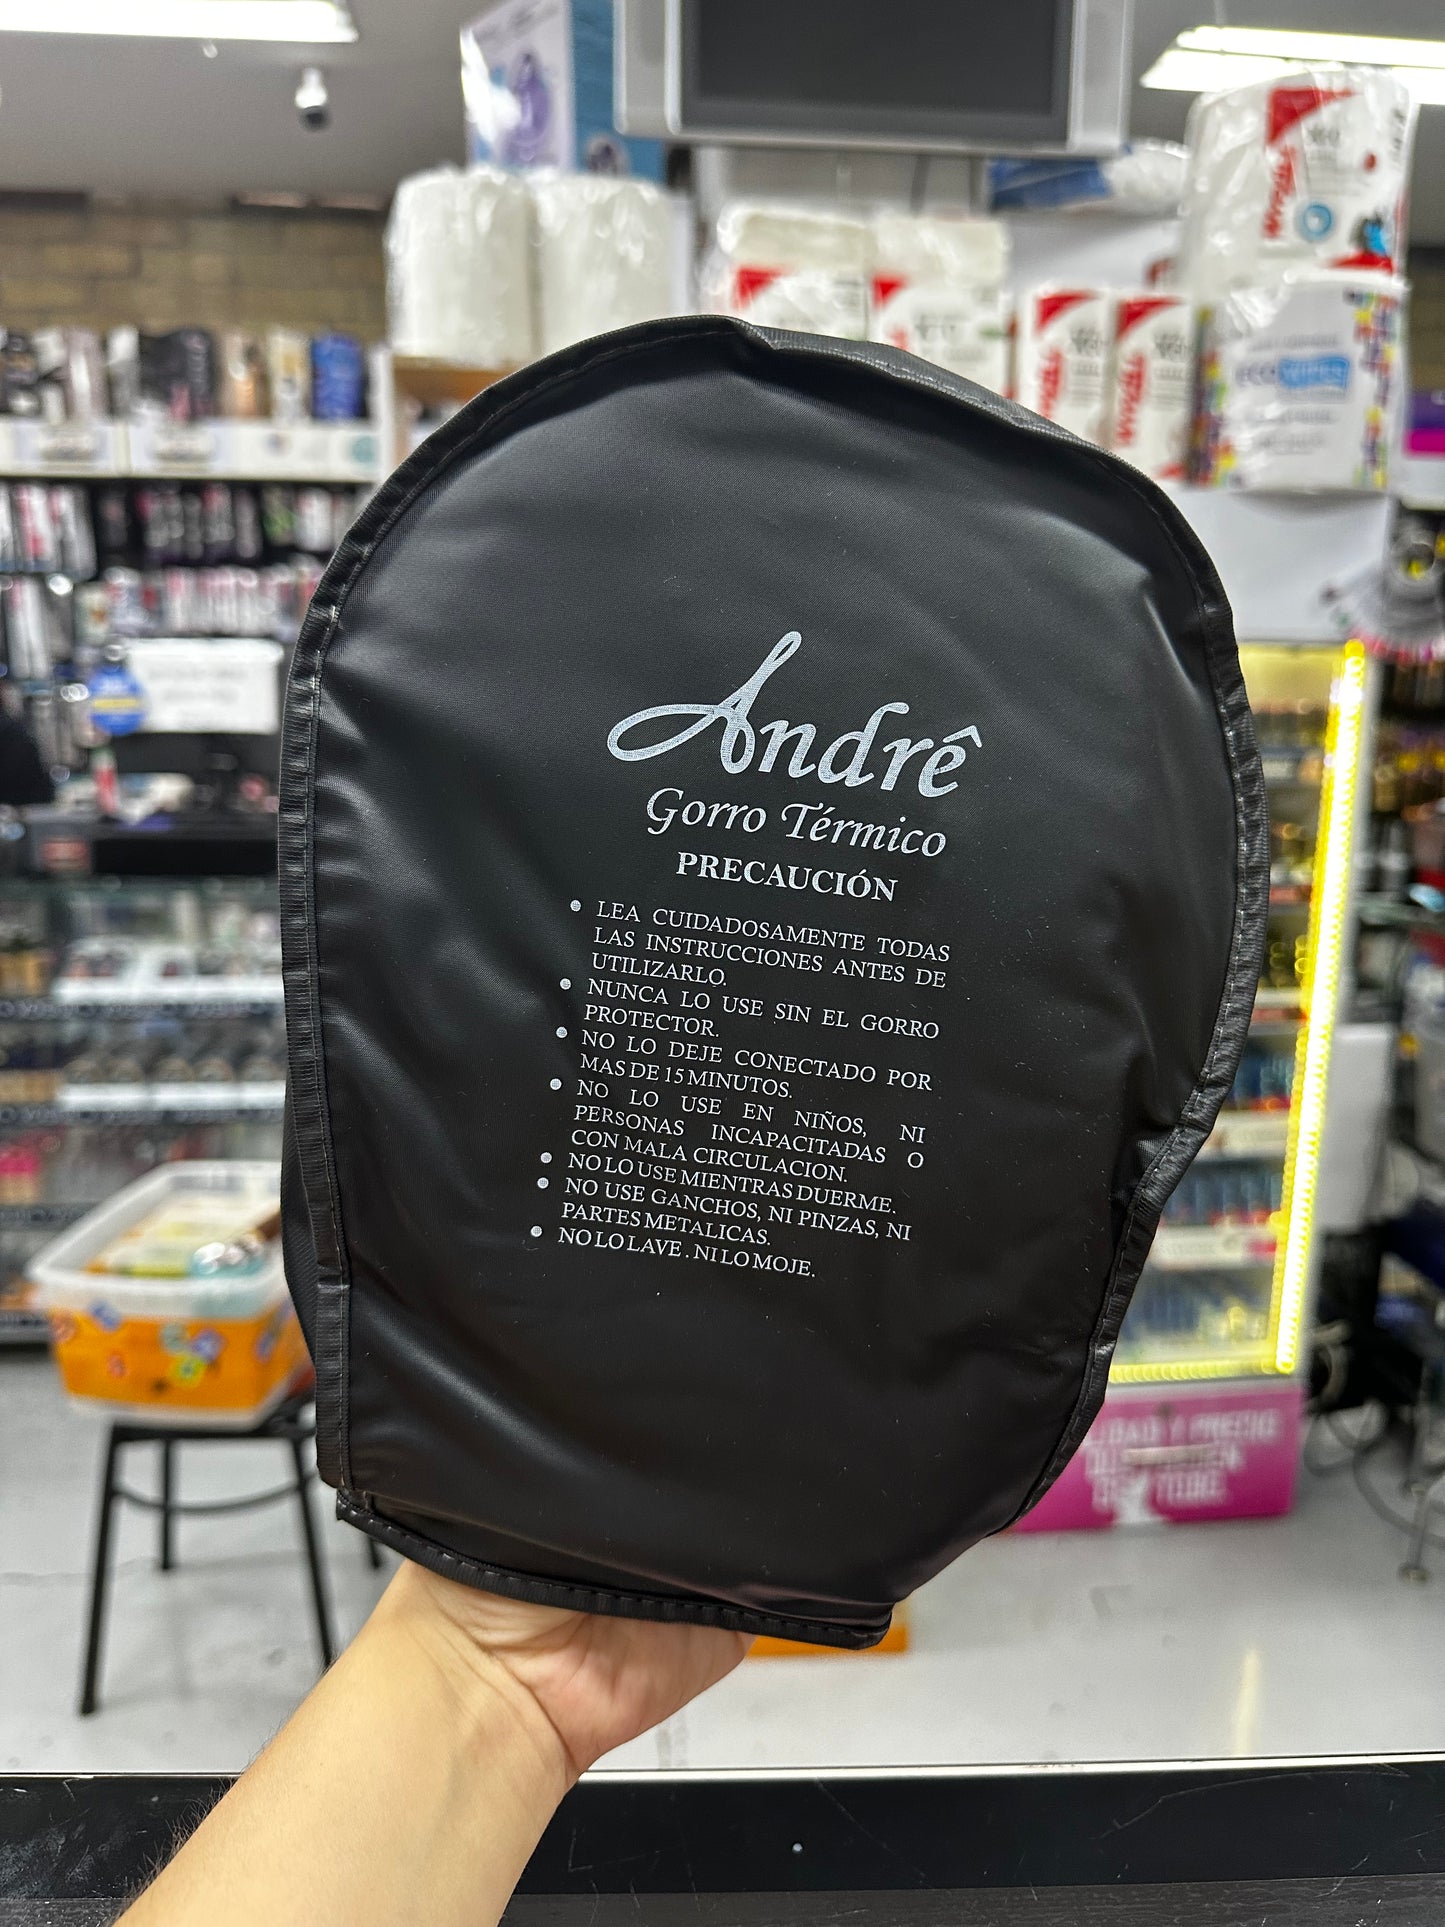 Andrê
Gorro Térmico
PRECAUCIÓN
• LEA CUIDADOSAMENTE TODAS
LAS INSTRUCCIONES ANTES DE
UTILIZARLO.
• NUNCA LO USE SIN EL GORRO
PROTECTOR.
• NO LO DEJE CONECTADO POR
MAS DE 15 MINUTOS.
• NO LO USE EN NIÑOS, NI
PERSONAS INCAPACITADAS O
CON MALA CIRCULACION.
• NO LO USE MIENTRAS DUERME.
• NO USE GANCHOS, NI PINZAS, NI
PARTES METALICAS.
• NO LO LAVE . NI LO MOJE.